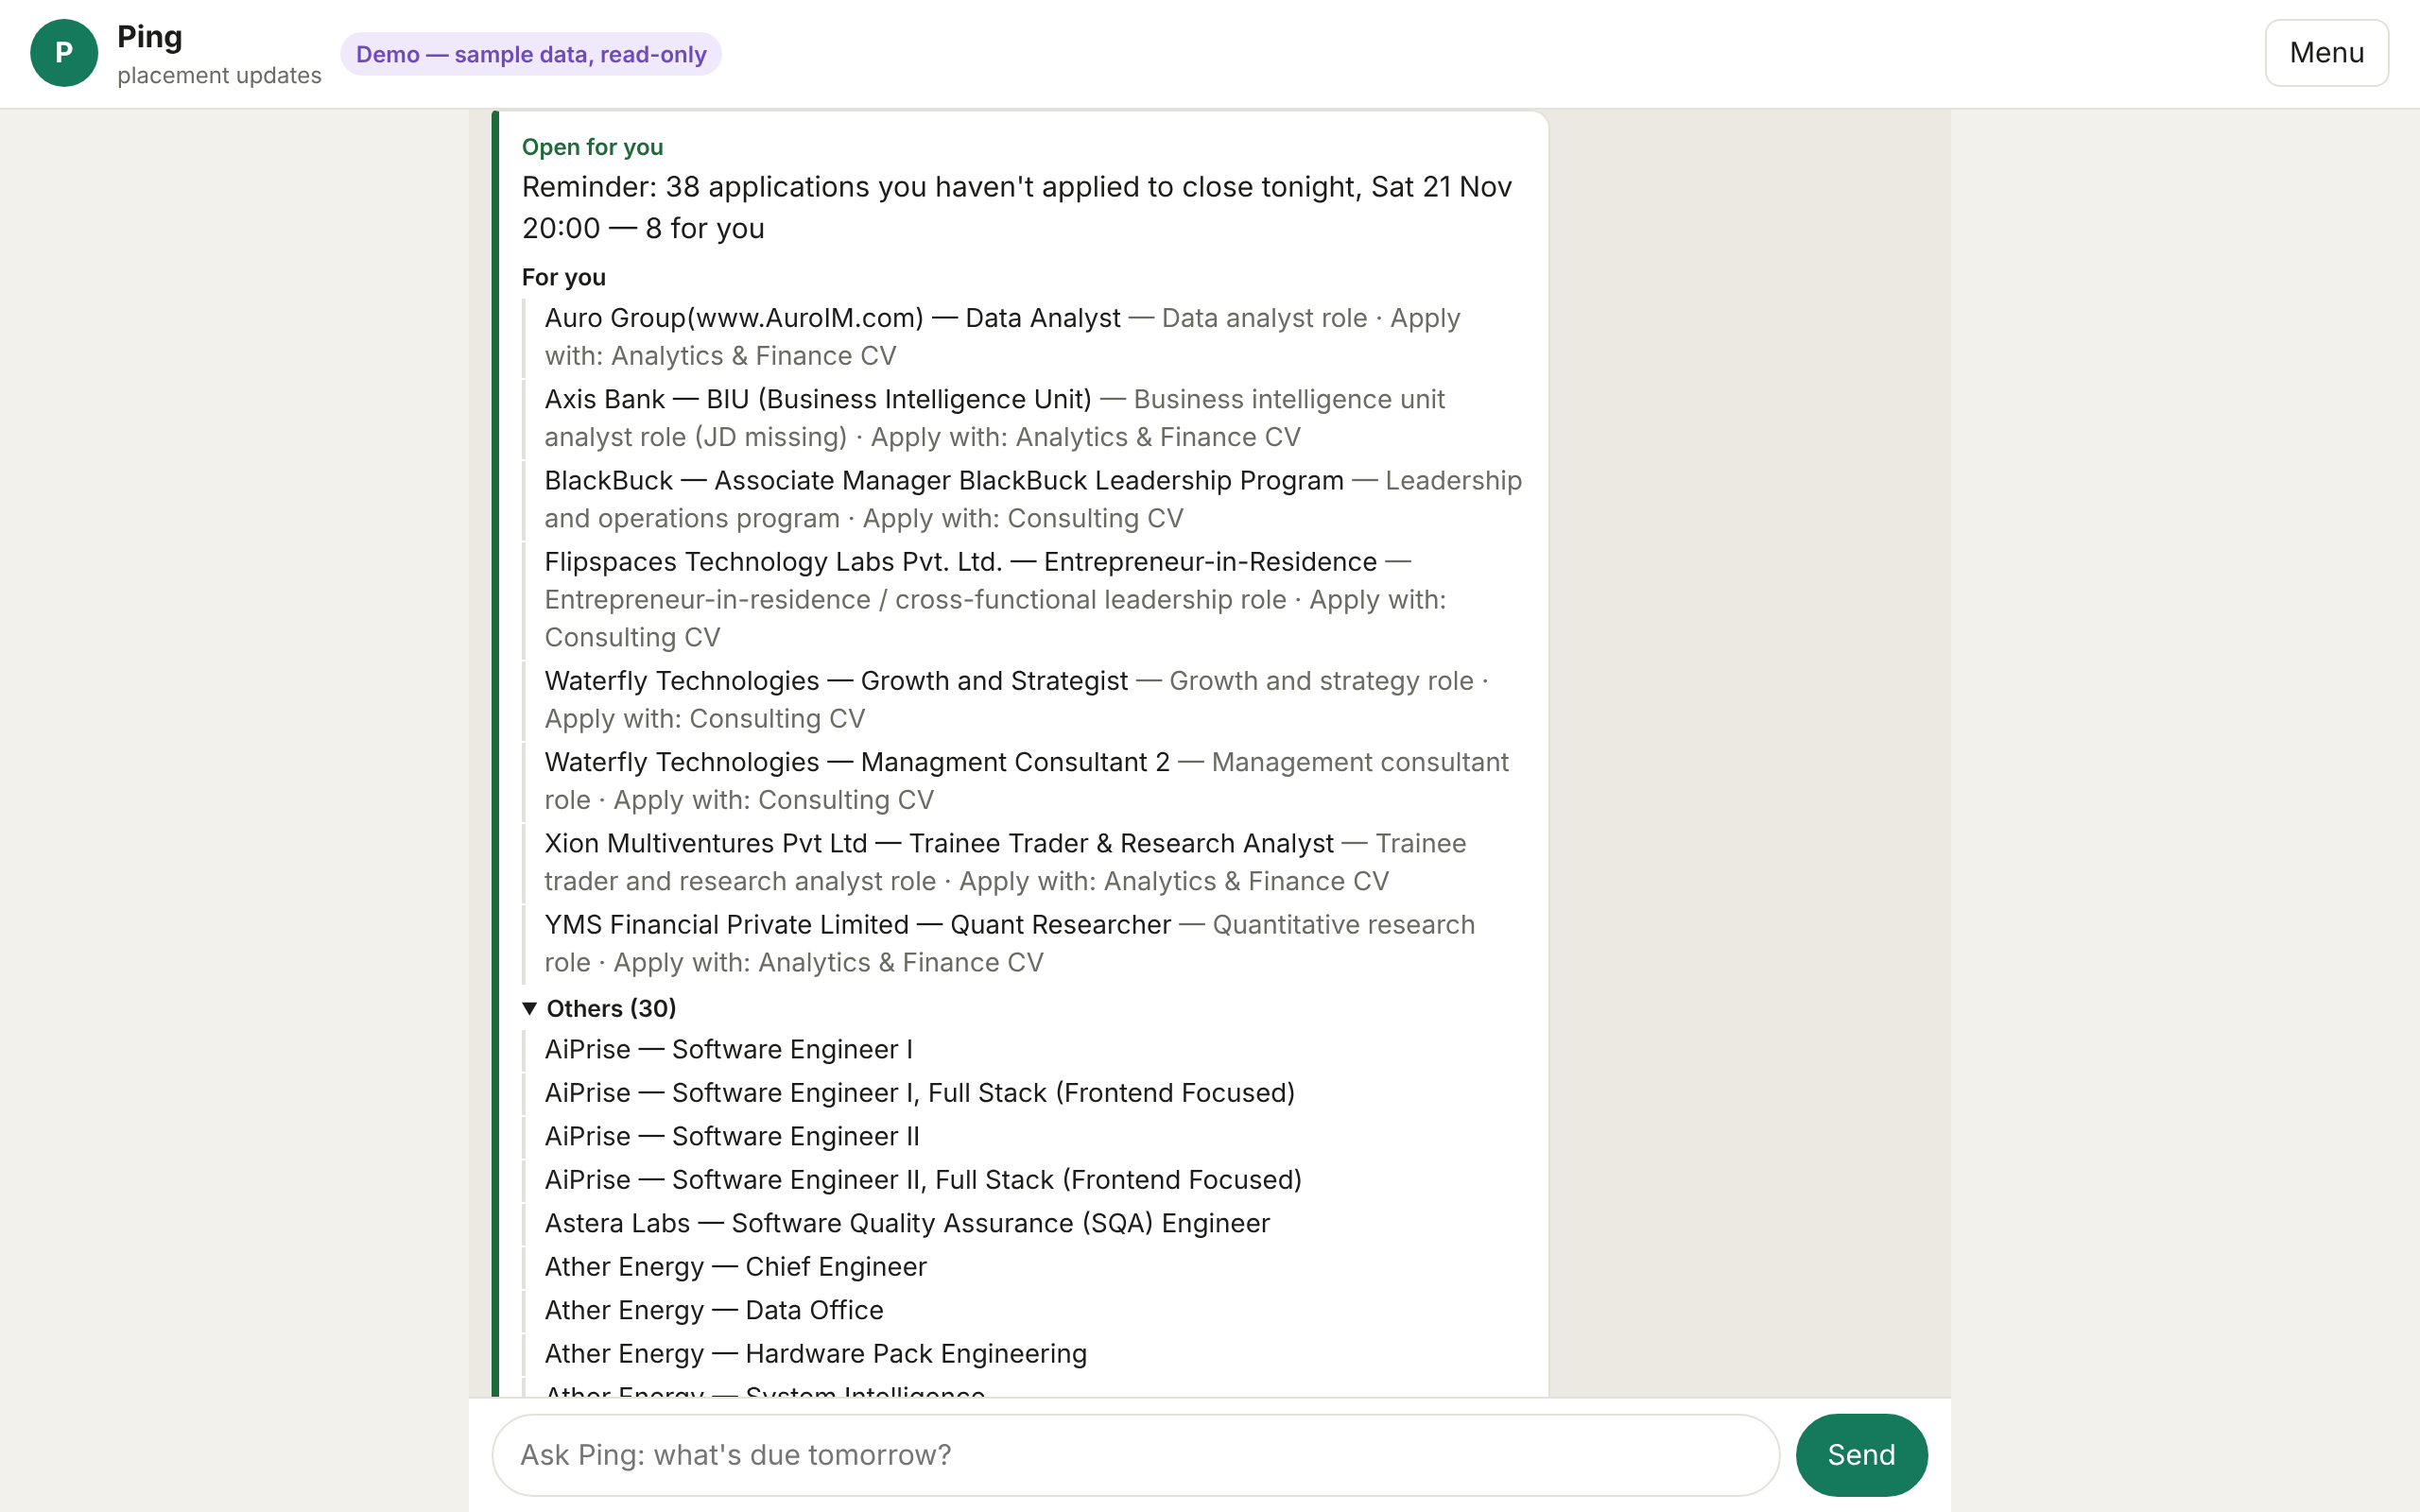 P
Ping
placement updates
Demo — sample data, read-only
Menu
Open for you
Reminder: 38 applications you haven't applied to close tonight, Sat 21 Nov
20:00 — 8 for you
For you
Auro Group(www.AuroIM.com) — Data Analyst — Data analyst role · Apply
with: Analytics & Finance CV
Axis Bank — BIU (Business Intelligence Unit) — Business intelligence unit
analyst role (JD missing) · Apply with: Analytics & Finance CV
BlackBuck — Associate Manager BlackBuck Leadership Program — Leadership
and operations program · Apply with: Consulting CV
Flipspaces Technology Labs Pvt. Ltd. — Entrepreneur-in-Residence —
Entrepreneur-in-residence / cross-functional leadership role · Apply with:
Consulting CV
Waterfly Technologies — Growth and Strategist — Growth and strategy role ·
Apply with: Consulting CV
Waterfly Technologies — Managment Consultant 2 — Management consultant
role · Apply with: Consulting CV
Xion Multiventures Pvt Ltd — Trainee Trader & Research Analyst — Trainee
trader and research analyst role · Apply with: Analytics & Finance CV
YMS Financial Private Limited — Quant Researcher — Quantitative research
role · Apply with: Analytics & Finance CV
▼ Others (30)
AiPrise — Software Engineer I
AiPrise — Software Engineer I, Full Stack (Frontend Focused)
AiPrise — Software Engineer II
AiPrise — Software Engineer II, Full Stack (Frontend Focused)
Astera Labs — Software Quality Assurance (SQA) Engineer
Ather Energy — Chief Engineer
Ather Energy — Data Office
Ather Energy — Hardware Pack Engineering
Ather Energy — System Intelligence
Ask Ping: what's due tomorrow?
Send